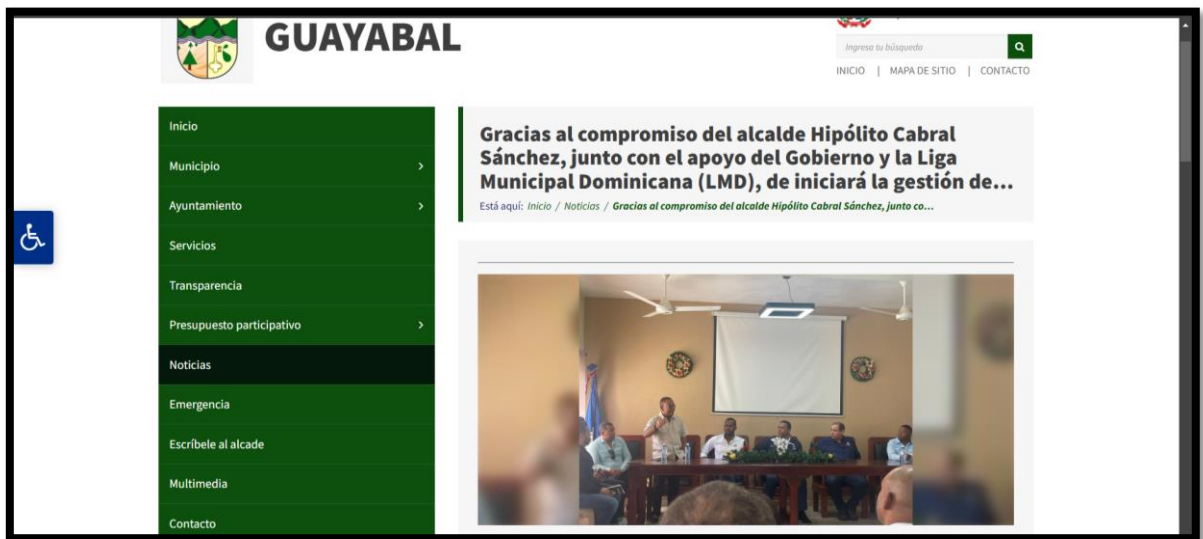 GUAYABAL
Ingresa tu búsqueda
INICIO | MAPA DE SITIO | CONTACTO
Inicio
Municipio
Ayuntamiento
Servicios
Transparencia
Presupuesto participativo
Noticias
Emergencia
Escríbele al alcade
Multimedia
Contacto
Gracias al compromiso del alcalde Hipólito Cabral
Sánchez, junto con el apoyo del Gobierno y la Liga
Municipal Dominicana (LMD), de iniciará la gestión de...
Está aquí: Inicio / Noticias / Gracias al compromiso del alcalde Hipólito Cabral Sánchez, junto co...